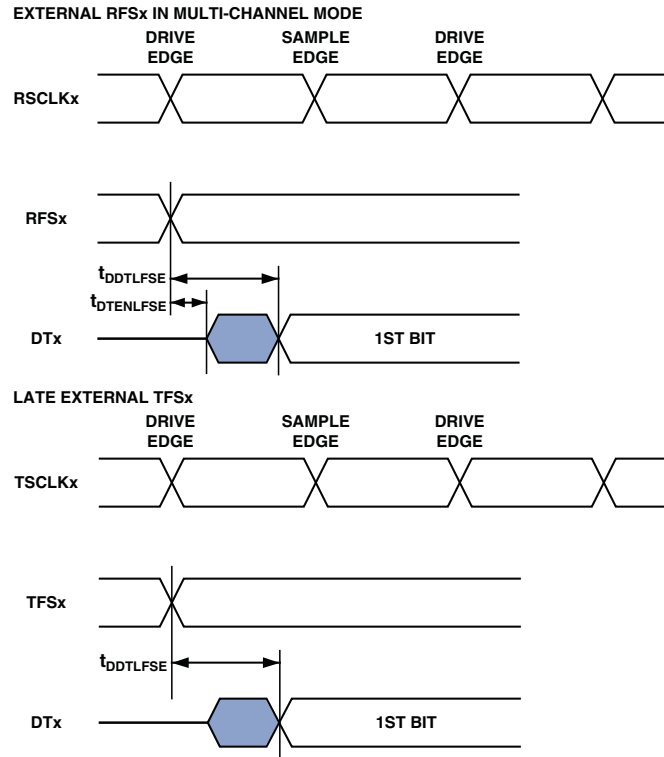 EXTERNAL RFSx IN MULTI-CHANNEL MODE
DRIVE EDGE
SAMPLE EDGE
DRIVE EDGE
RSCLKx
RFSx
tDDTLFSE
tDTENLFSE
DTx
1ST BIT
LATE EXTERNAL TFSx
DRIVE EDGE
SAMPLE EDGE
DRIVE EDGE
TSCLKx
TFSx
tDDTLFSE
DTx
1ST BIT